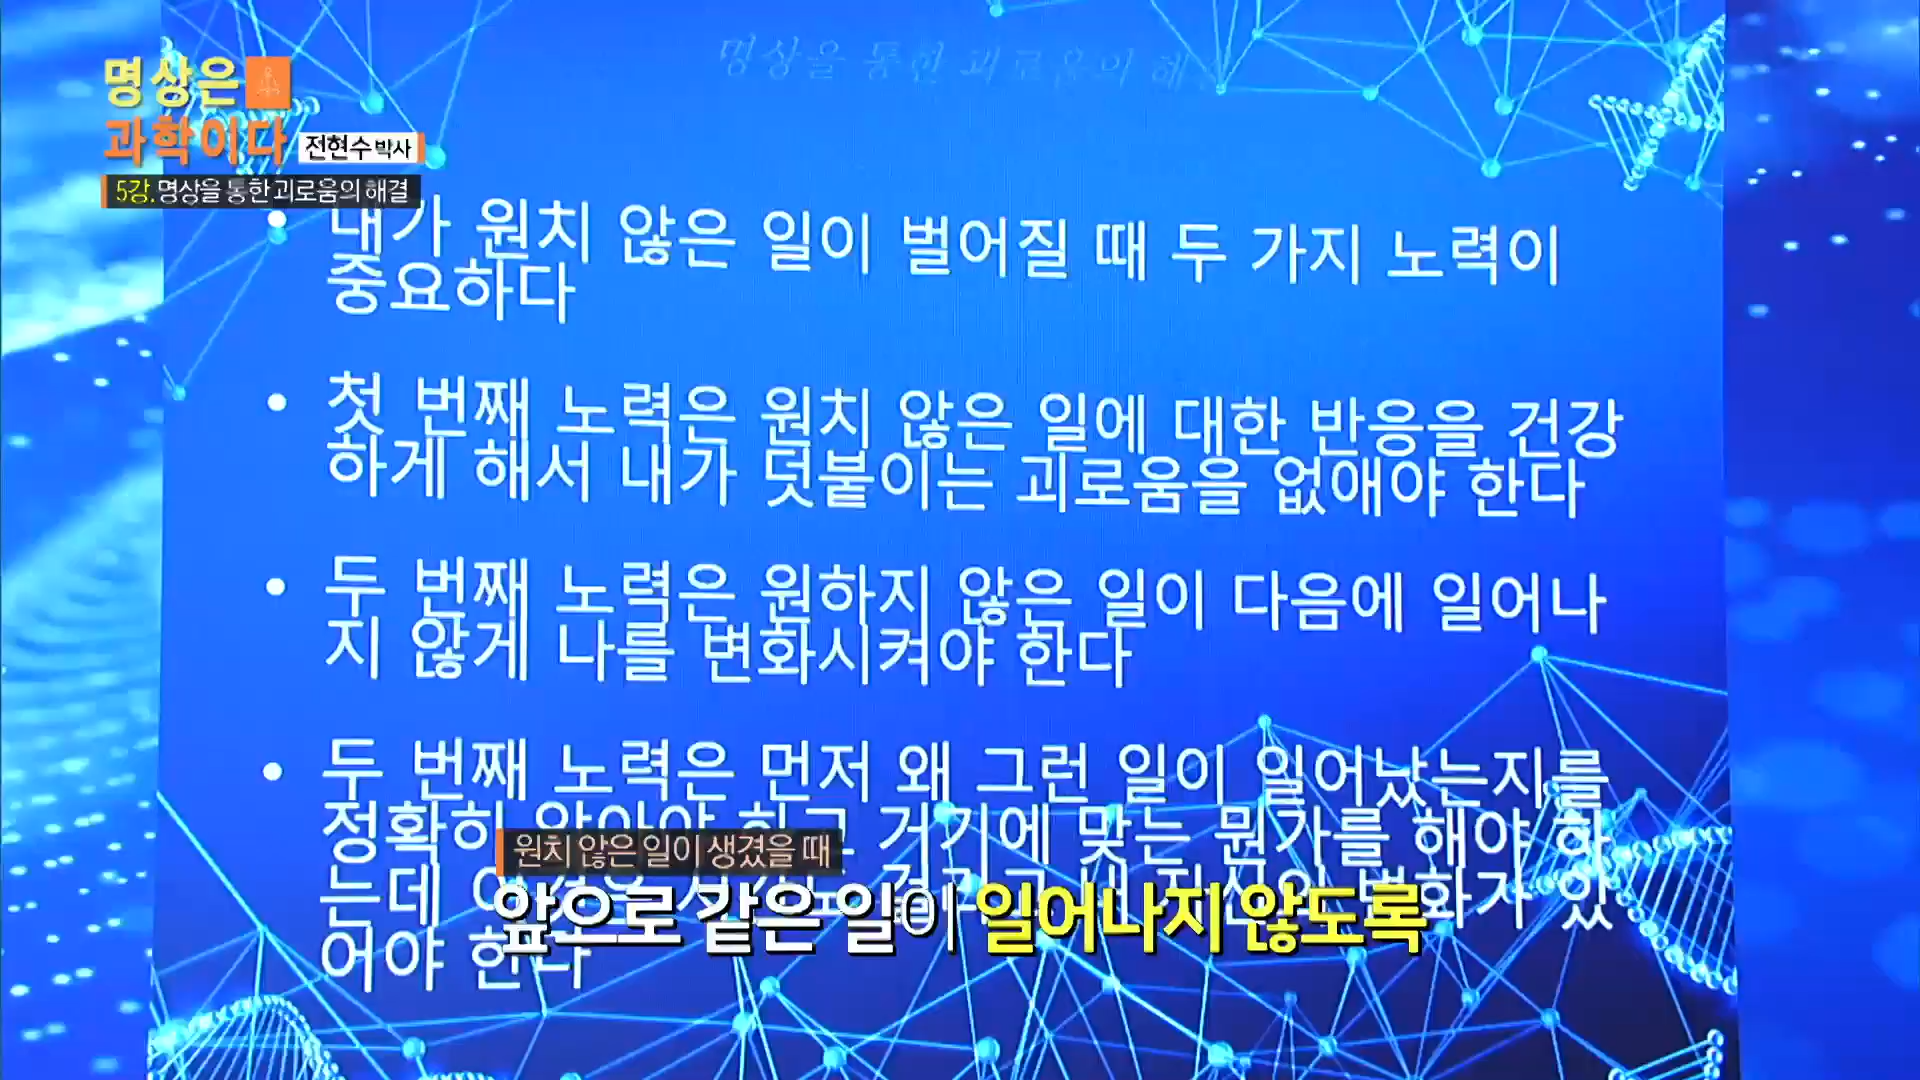 명상을 통한 괴로움의 해
명상은
과학이다 전현수 박사
5강. 명상을 통한 괴로움의 해결
• 내가 원치 않은 일이 벌어질 때 두 가지 노력이
중요하다
• 첫 번째 노력은 원치 않은 일에 대한 반응을 건강
하게 해서 내가 덧붙이는 괴로움을 없애야 한다
• 두 번째 노력은 원하지 않은 일이 다음에 일어나
지 않게 나를 변화시켜야 한다
• 두 번째 노력은 먼저 왜 그런 일이 일어났는지를
정확히 알아야 하고 거기에 맞는 뭔가를 해야 하
는데 변화가 있
어야 한다
원치 않은 일이 생겼을 때
앞으로 같은 일이 일어나지 않도록